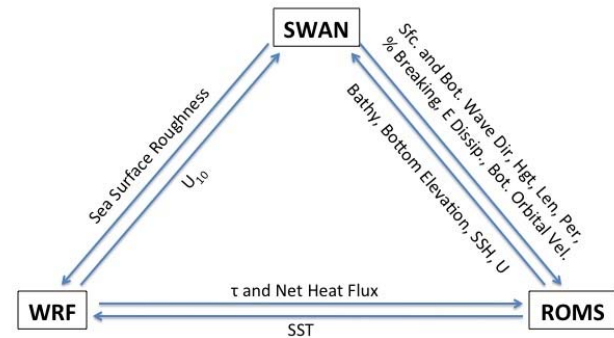 SWAN
Sfc. and Bot. Wave Dir, Hgt, Len, Per,
% Breaking, E Dissip., Bot. Orbital Vel.
Bathy, Bottom Elevation, SSH, U
Sea Surface Roughness
U₁₀
WRF
τ and Net Heat Flux
SST
ROMS